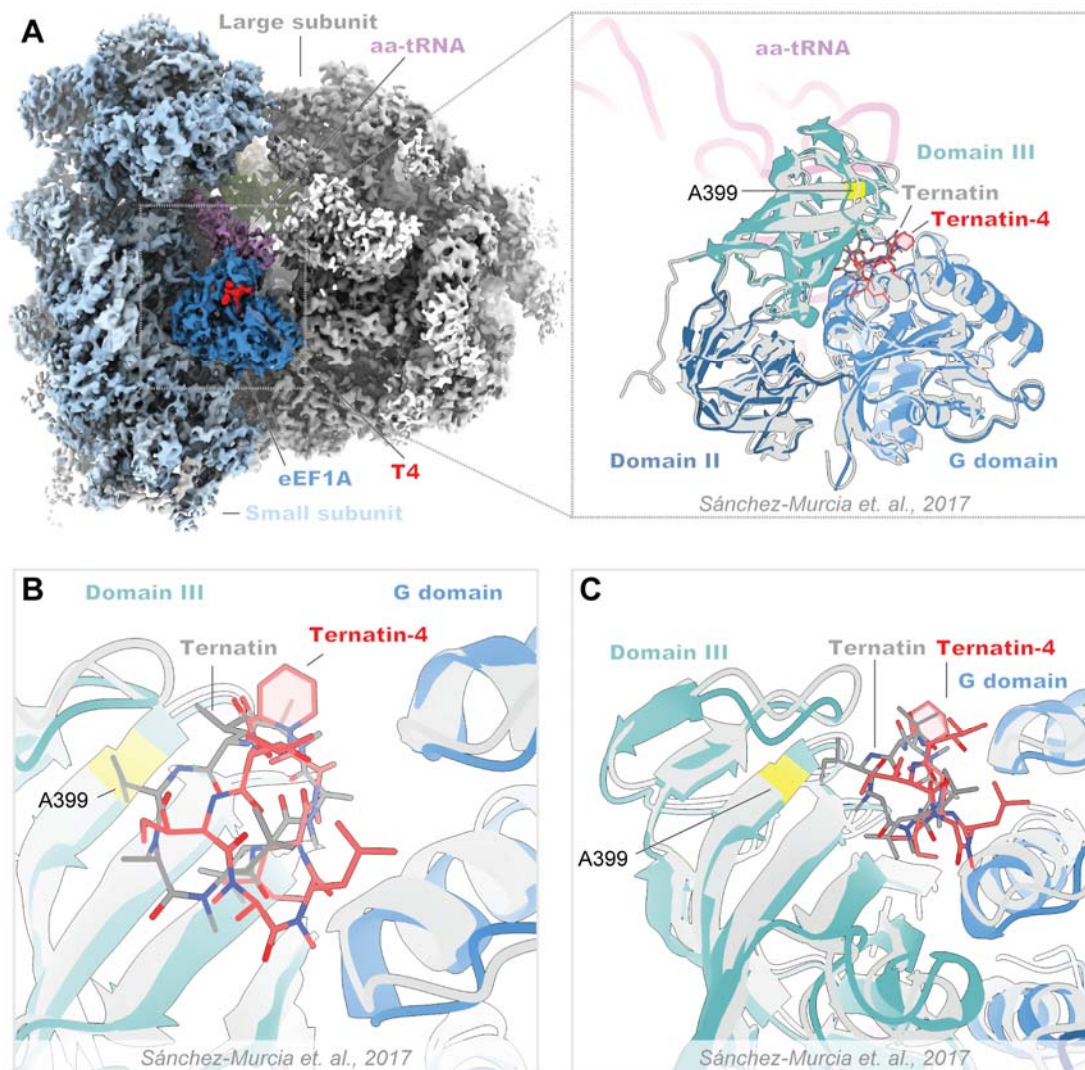 A
Large subunit
aa-tRNA
eEF1A
T4
Small subunit
aa-tRNA
Domain III
A399
Ternatin
Ternatin-4
Domain II
G domain
Sánchez-Murcia et. al., 2017
B
Domain III
G domain
Ternatin
Ternatin-4
A399
Sánchez-Murcia et. al., 2017
C
Ternatin Ternatin-4
Domain III
G domain
A399
Sánchez-Murcia et. al., 2017